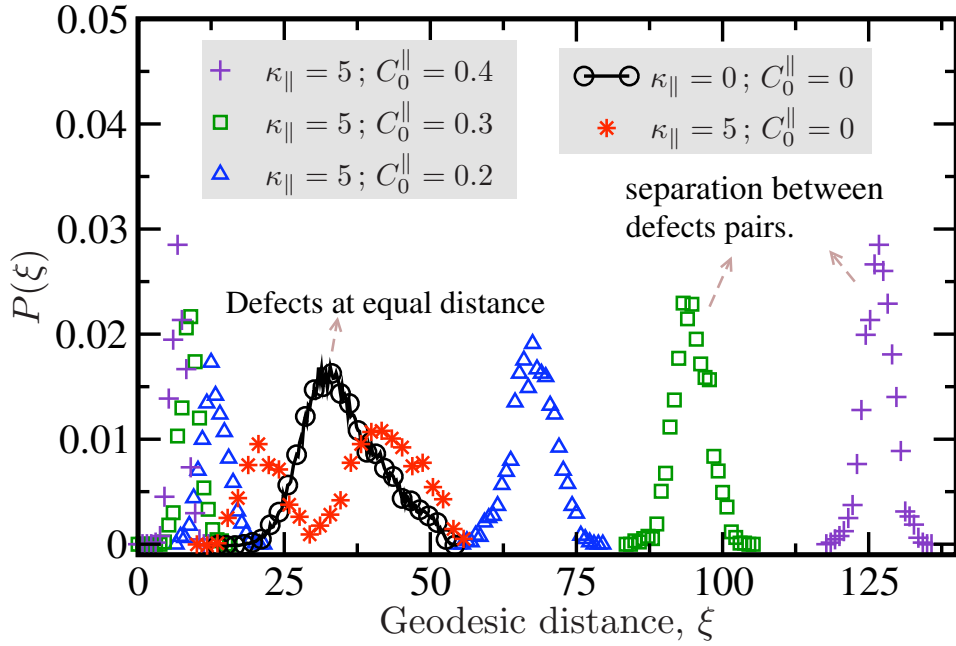 0.05
0.04
0.03
0.02
0.01
0
P(ξ)
κ∥ = 5 ; C₀∥ = 0.4
κ∥ = 5 ; C₀∥ = 0.3
κ∥ = 5 ; C₀∥ = 0.2
κ∥ = 0 ; C₀∥ = 0
κ∥ = 5 ; C₀∥ = 0
separation between
defects pairs.
Defects at equal distance
0 25 50 75 100 125
Geodesic distance, ξ